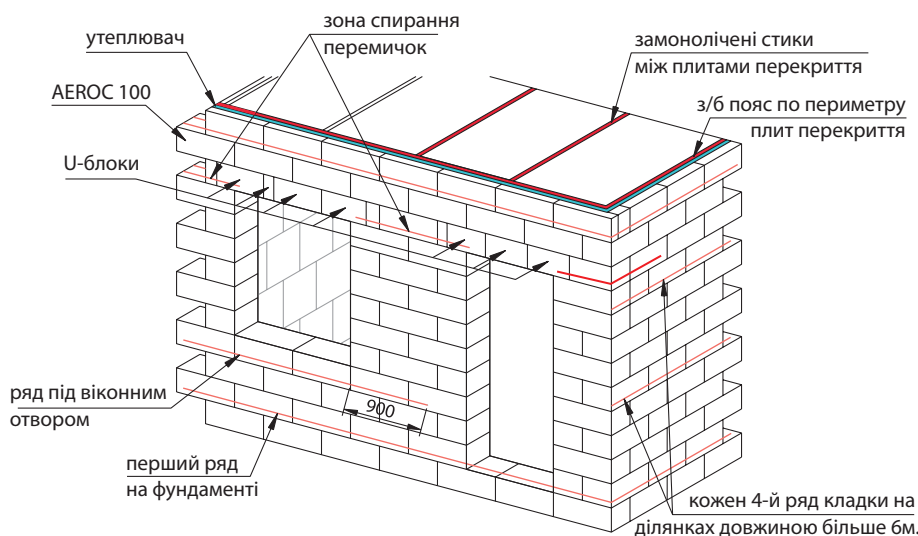 зона спирання
перемичок
утеплювач
замонолічені стики
між плитами перекриття
AEROC 100
з/б пояс по периметру
плит перекриття
U-блоки
ряд під віконним
отвором
900
перший ряд
на фундаменті
кожен 4-й ряд кладки на
ділянках довжиною більше 6м.